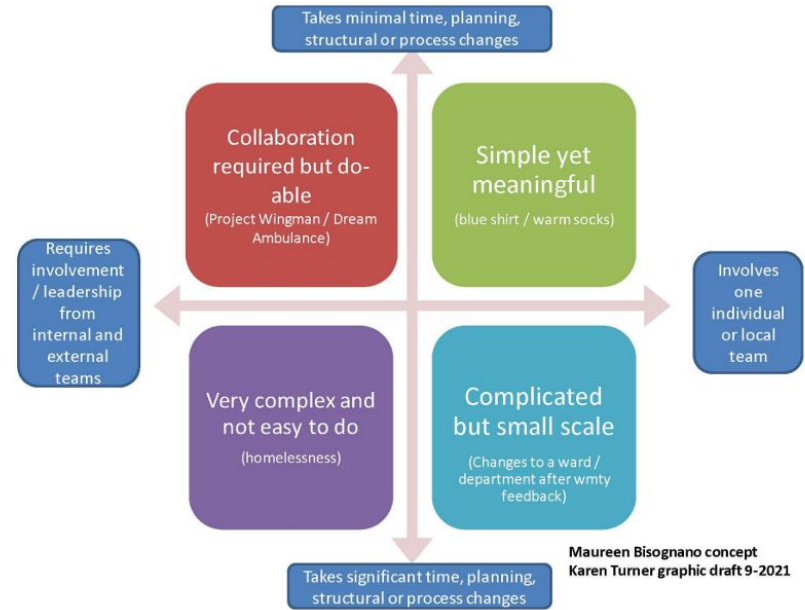 Takes minimal time, planning,
structural or process changes
Collaboration
required but do-
able
(Project Wingman / Dream
Ambulance)
Simple yet
meaningful
(blue shirt / warm socks)
Requires
involvement
/ leadership
from
internal and
external
teams
Involves
one
individual
or local
team
Very complex and
not easy to do
(homelessness)
Complicated
but small scale
(Changes to a ward /
department after wmty
feedback)
Maureen Bisognano concept
Karen Turner graphic draft 9-2021
Takes significant time, planning,
structural or process changes